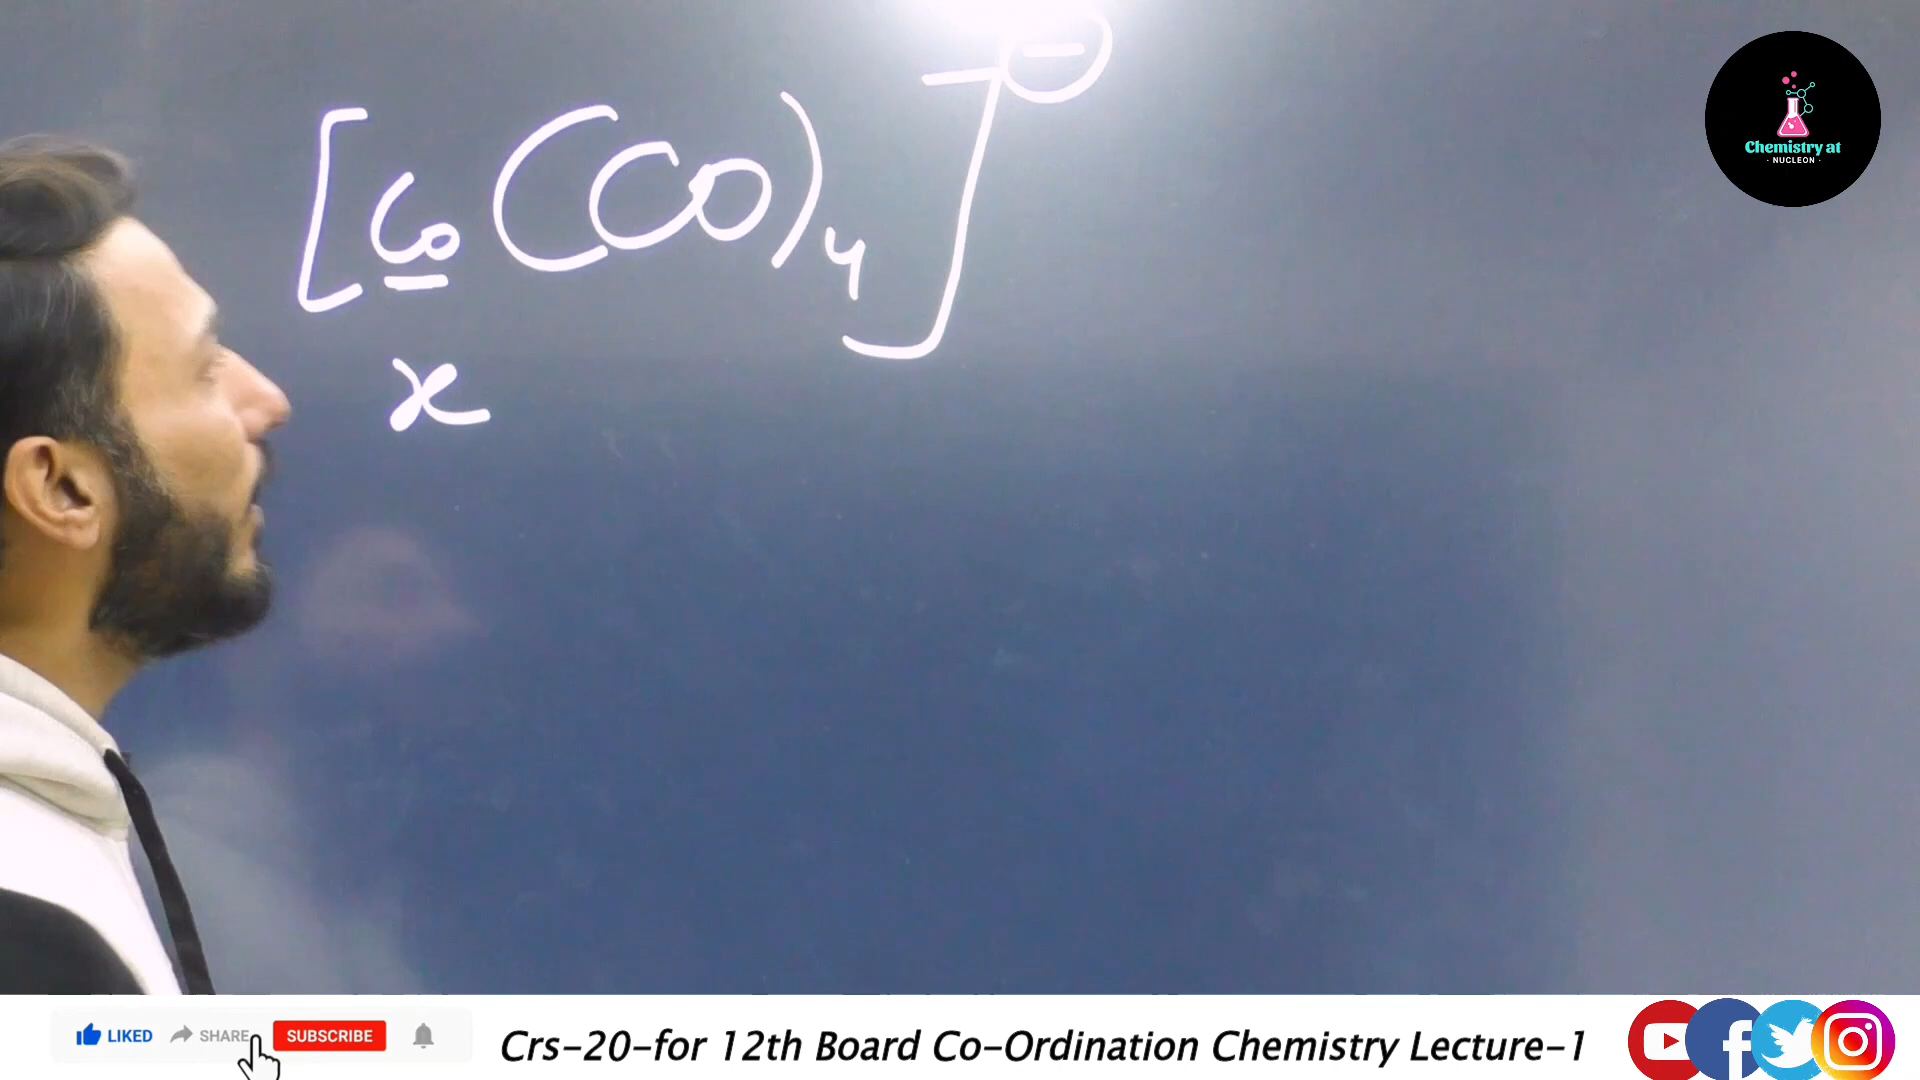 [Co(CO)4]⊖
x
Chemistry at
· NUCLEON ·
LIKED SHARE SUBSCRIBE
Crs-20-for 12th Board Co-Ordination Chemistry Lecture-1